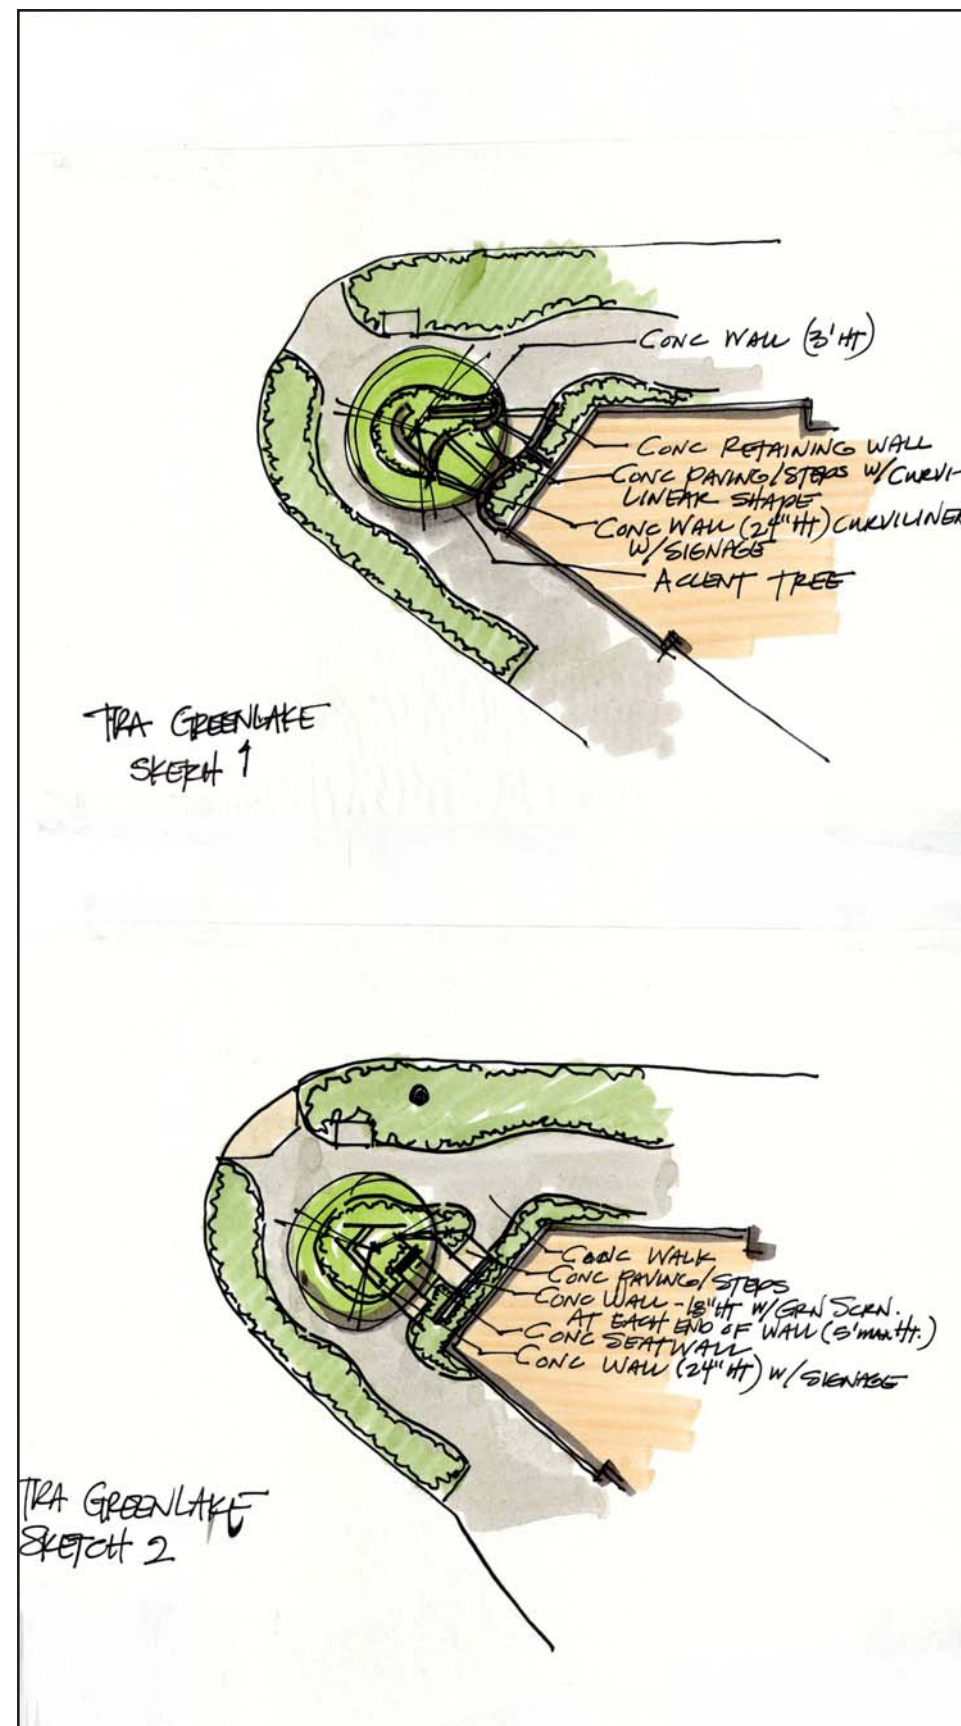 CONC WALL (3' HT)
CONC RETAINING WALL
CONC PAVING/STEPS W/CURVI-
LINEAR SHAPE
CONC WALL (24" HT) CURVILINER
W/SIGNAGE
ACCENT TREE
TRA GREENLAKE
SKETCH 1
CONC WALK
CONC PAVING/STEPS
CONC WALL - 18" HT W/ GRN SCRN.
AT EACH END OF WALL (5' MAX HT.)
CONC SEATWALL
CONC WALL (24" HT) W/ SIGNAGE
TRA GREENLAKE
SKETCH 2